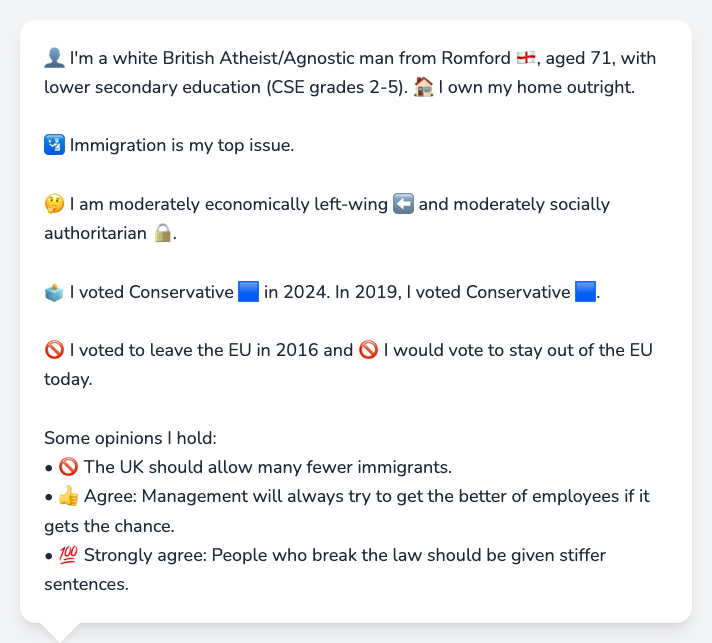 👤 I'm a white British Atheist/Agnostic man from Romford 🏴󠁧󠁢󠁥󠁮󠁧󠁿, aged 71, with
lower secondary education (CSE grades 2-5). 🏠 I own my home outright.
🛂 Immigration is my top issue.
🤔 I am moderately economically left-wing ⬅️ and moderately socially
authoritarian 🔒.
🗳️ I voted Conservative 🟦 in 2024. In 2019, I voted Conservative 🟦.
🚫 I voted to leave the EU in 2016 and 🚫 I would vote to stay out of the EU
today.
Some opinions I hold:
• 🚫 The UK should allow many fewer immigrants.
• 👍 Agree: Management will always try to get the better of employees if it
gets the chance.
• 💯 Strongly agree: People who break the law should be given stiffer
sentences.